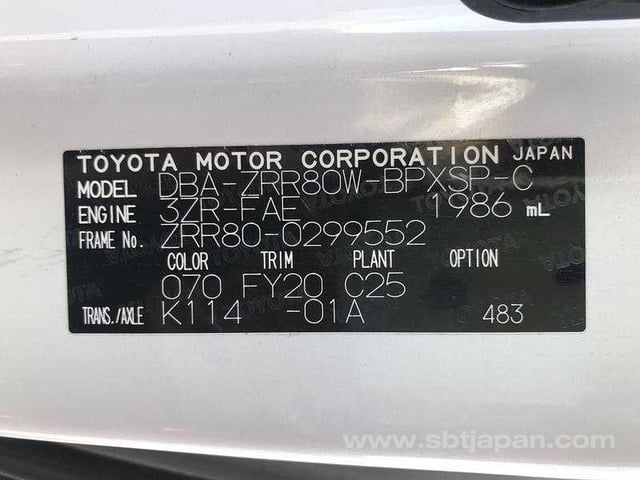 TOYOTA MOTOR CORPORATION JAPAN
MODEL DBA-ZRR80W-BPXSP-C
ENGINE 3ZR-FAE 1986 mL
FRAME No. ZRR80-0299552
COLOR TRIM PLANT OPTION
070 FY20 C25
TRANS./AXLE K114 -01A 483
www.sbtjapan.com